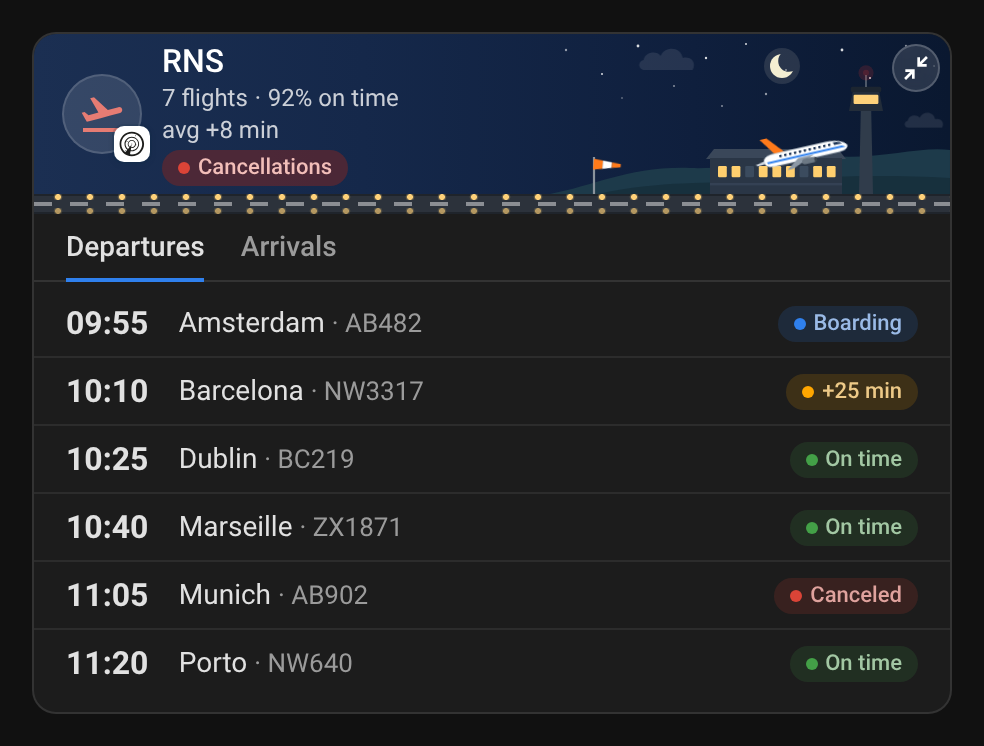 RNS
7 flights · 92% on time
avg +8 min
Cancellations
Departures Arrivals
09:55 Amsterdam · AB482 Boarding
10:10 Barcelona · NW3317 +25 min
10:25 Dublin · BC219 On time
10:40 Marseille · ZX1871 On time
11:05 Munich · AB902 Canceled
11:20 Porto · NW640 On time